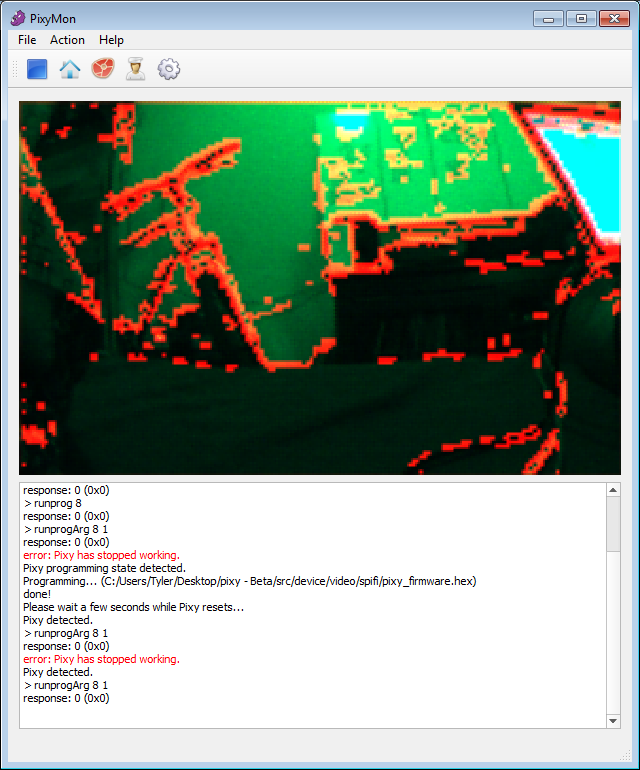 PixyMon
File Action Help
response: 0 (0x0)
> runprog 8
response: 0 (0x0)
> runprogArg 8 1
response: 0 (0x0)
error: Pixy has stopped working.
Pixy programming state detected.
Programming... (C:/Users/Tyler/Desktop/pixy - Beta/src/device/video/spifi/pixy_firmware.hex)
done!
Please wait a few seconds while Pixy resets...
Pixy detected.
> runprogArg 8 1
response: 0 (0x0)
error: Pixy has stopped working.
Pixy detected.
> runprogArg 8 1
response: 0 (0x0)